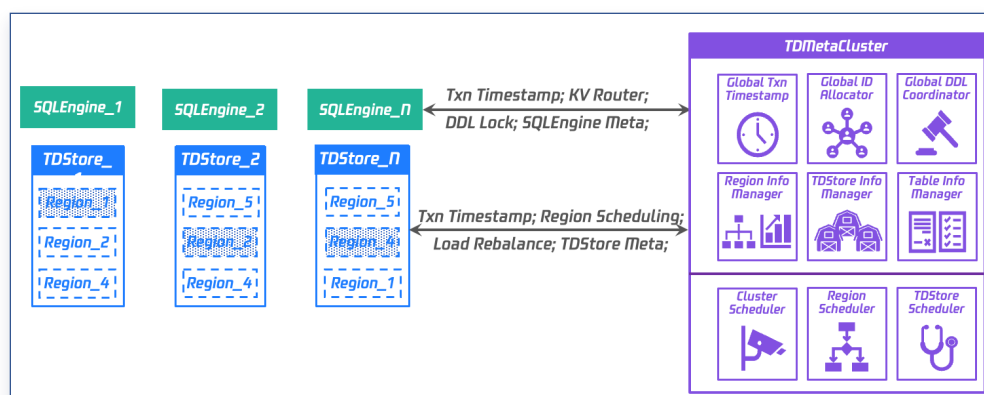 TDMetaCluster
SQLEngine_1
SQLEngine_2
SQLEngine_N
Txn Timestamp; KV Router;
DDL Lock; SQLEngine Meta;
TDStore_
Region_1
Region_2
Region_4
TDStore_2
Region_5
Region_2
Region_4
TDStore_N
Region_5
Region_4
Region_1
Txn Timestamp; Region Scheduling;
Load Rebalance; TDStore Meta;
Global Txn
Timestamp
Global ID
Allocator
Global DDL
Coordinator
Region Info
Manager
TDStore Info
Manager
Table Info
Manager
Cluster
Scheduler
Region
Scheduler
TDStore
Scheduler